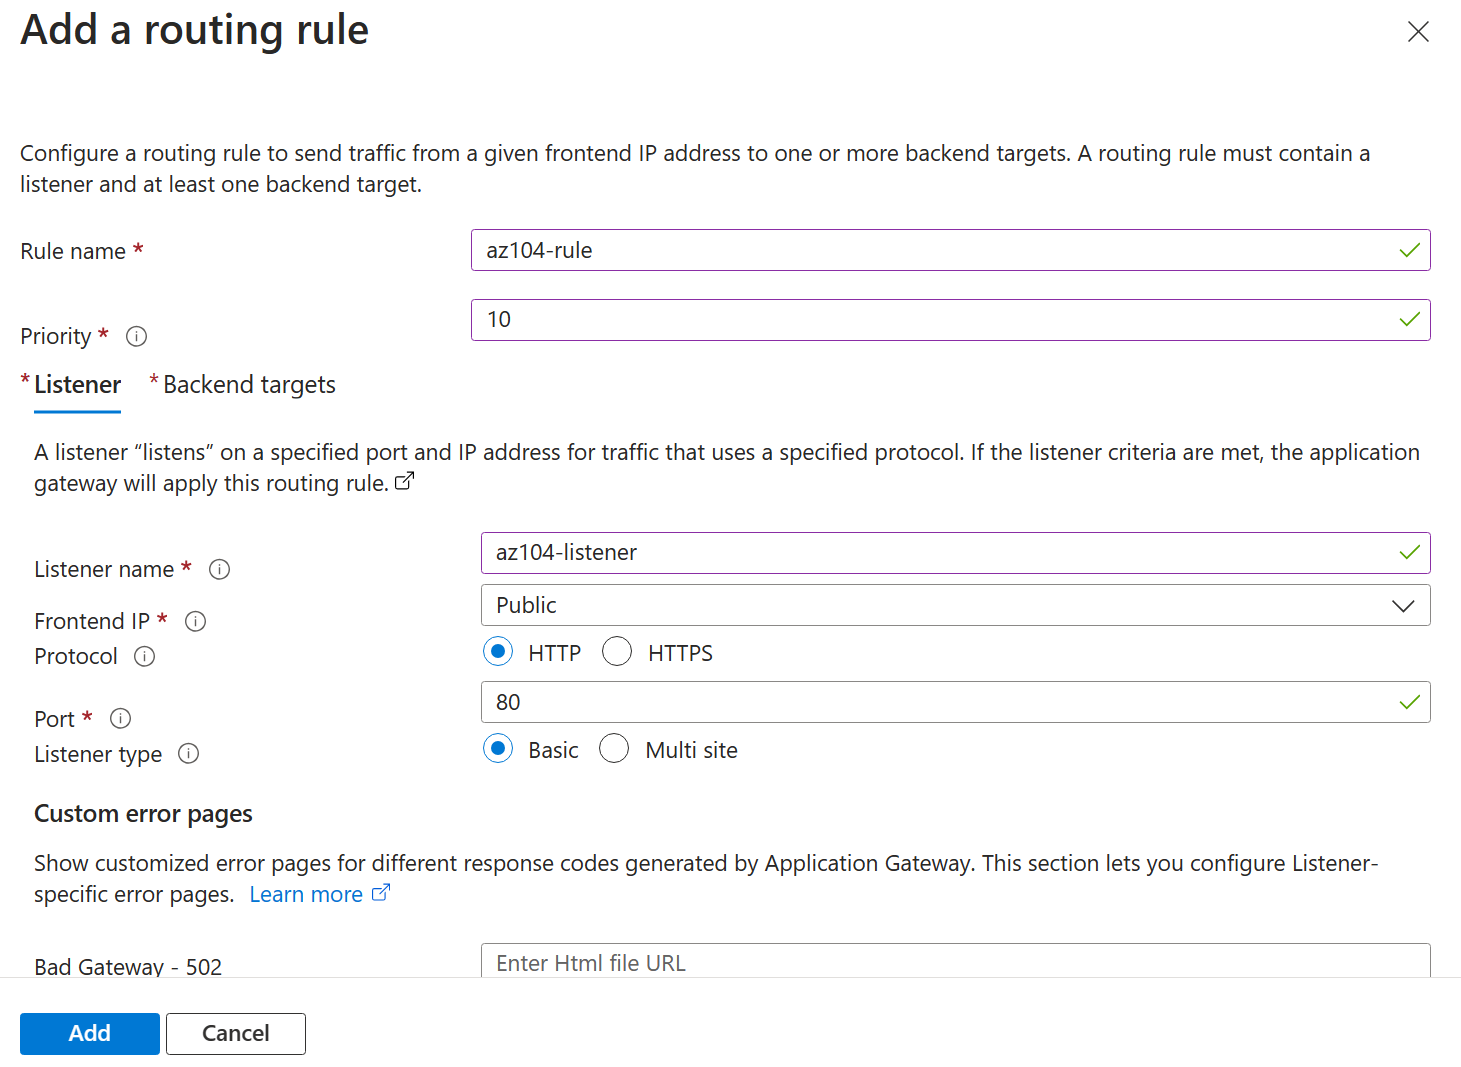 Add a routing rule
Configure a routing rule to send traffic from a given frontend IP address to one or more backend targets. A routing rule must contain a
listener and at least one backend target.
Rule name *
az104-rule
Priority *
10
* Listener * Backend targets
A listener “listens” on a specified port and IP address for traffic that uses a specified protocol. If the listener criteria are met, the application
gateway will apply this routing rule.
Listener name *
az104-listener
Frontend IP *
Public
Protocol
HTTP HTTPS
Port *
80
Listener type
Basic Multi site
Custom error pages
Show customized error pages for different response codes generated by Application Gateway. This section lets you configure Listener-
specific error pages. Learn more
Bad Gateway - 502
Enter Html file URL
Add Cancel